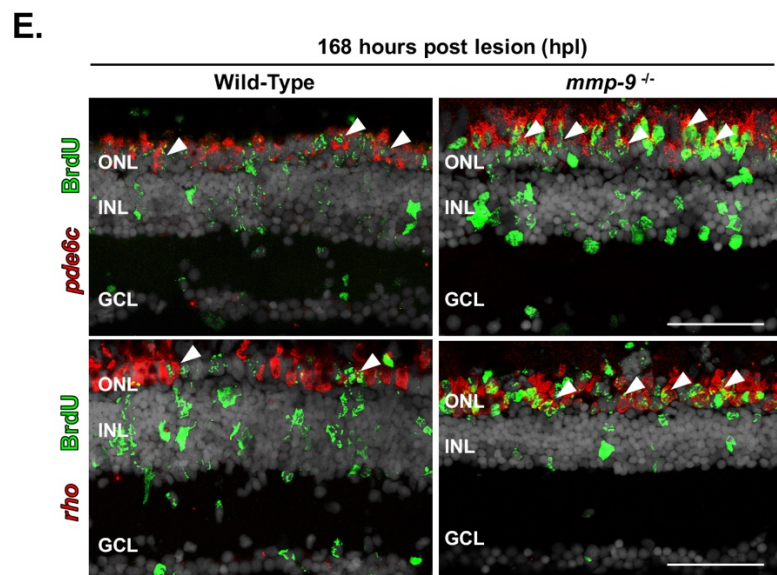 E.
168 hours post lesion (hpl)
Wild-Type
mmp-9 -/-
pde6c BrdU
ONL
INL
GCL
ONL
INL
GCL
rho BrdU
ONL
INL
GCL
ONL
INL
GCL